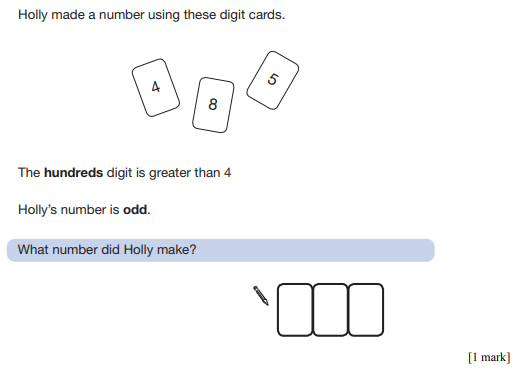 Holly made a number using these digit cards.
4
8
5
The hundreds digit is greater than 4
Holly's number is odd.
What number did Holly make?
[1 mark]